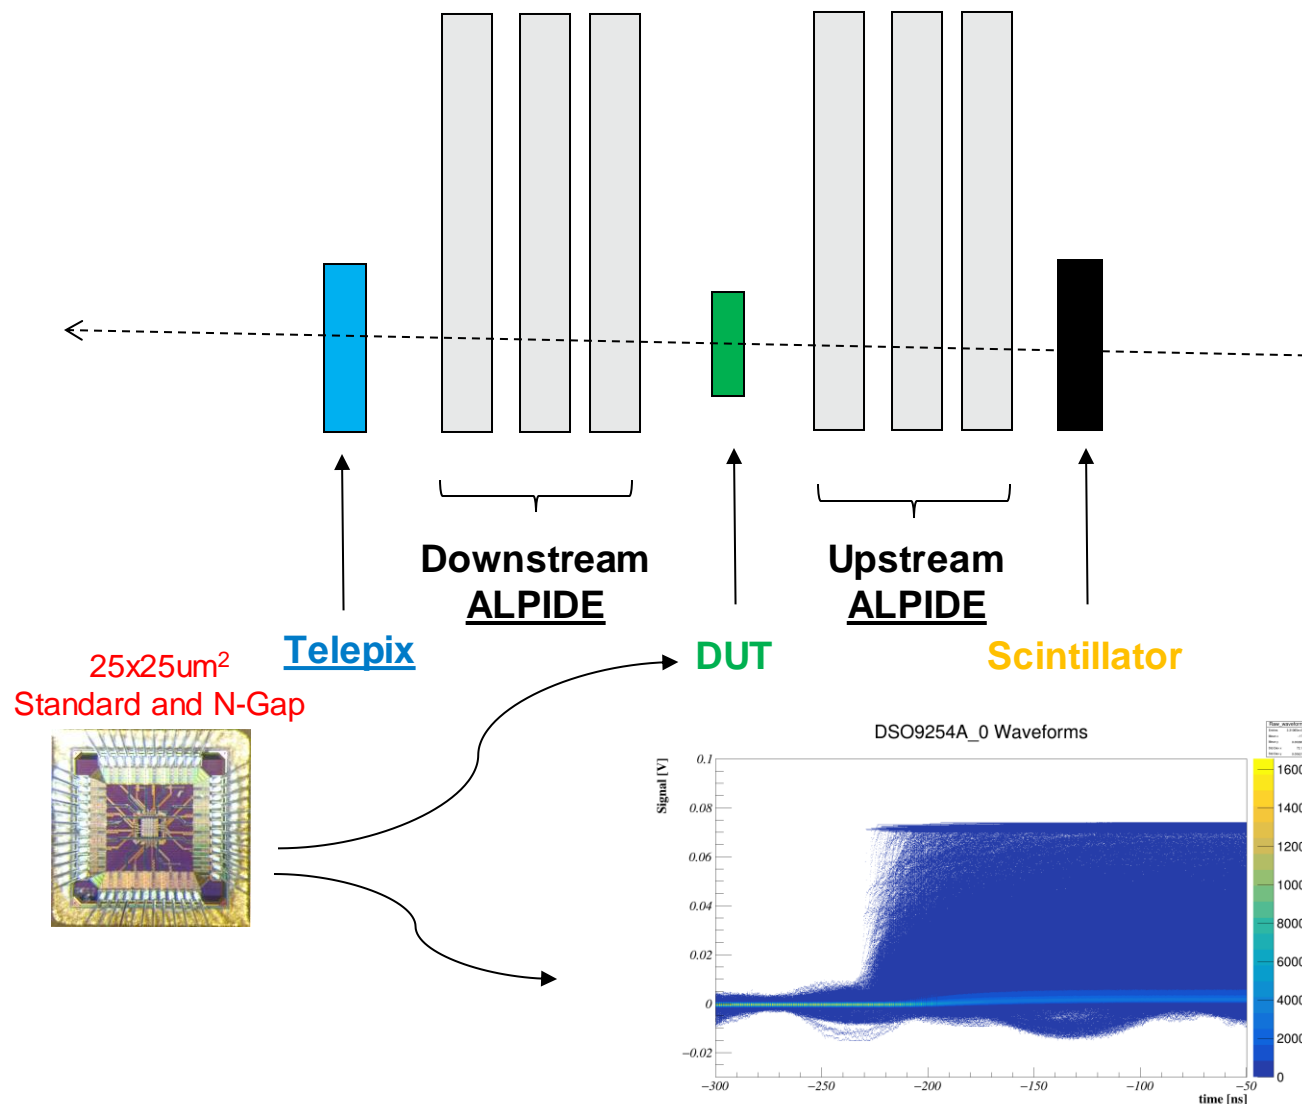 Downstream
ALPIDE
Upstream
ALPIDE
Telepix
DUT
Scintillator
25x25um²
Standard and N-Gap
DSO9254A_0 Waveforms
Signal [V]
0.1
0.08
0.06
0.04
0.02
0
−0.02
−300
−250
−200
−150
−100
−50
time [ns]
1600
1400
1200
1000
8000
6000
4000
2000
0